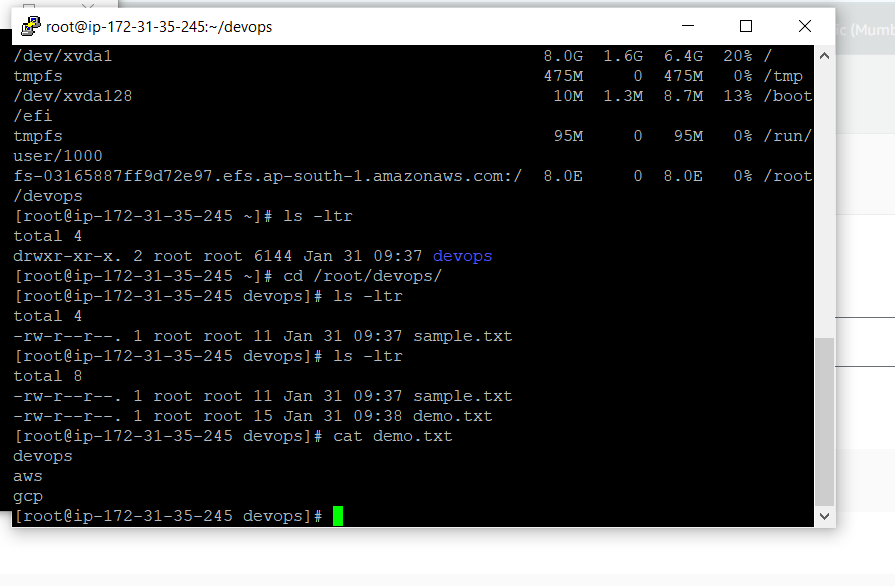 root@ip-172-31-35-245:~/devops
ic (Mumb
/dev/xvda1 8.0G 1.6G 6.4G 20% /
tmpfs 475M 0 475M 0% /tmp
/dev/xvda128 10M 1.3M 8.7M 13% /boot
/efi
tmpfs 95M 0 95M 0% /run/
user/1000
fs-03165887ff9d72e97.efs.ap-south-1.amazonaws.com:/ 8.0E 0 8.0E 0% /root
/devops
[root@ip-172-31-35-245 ~]# ls -ltr
total 4
drwxr-xr-x. 2 root root 6144 Jan 31 09:37 devops
[root@ip-172-31-35-245 ~]# cd /root/devops/
[root@ip-172-31-35-245 devops]# ls -ltr
total 4
-rw-r--r--. 1 root root 11 Jan 31 09:37 sample.txt
[root@ip-172-31-35-245 devops]# ls -ltr
total 8
-rw-r--r--. 1 root root 11 Jan 31 09:37 sample.txt
-rw-r--r--. 1 root root 15 Jan 31 09:38 demo.txt
[root@ip-172-31-35-245 devops]# cat demo.txt
devops
aws
gcp
[root@ip-172-31-35-245 devops]#